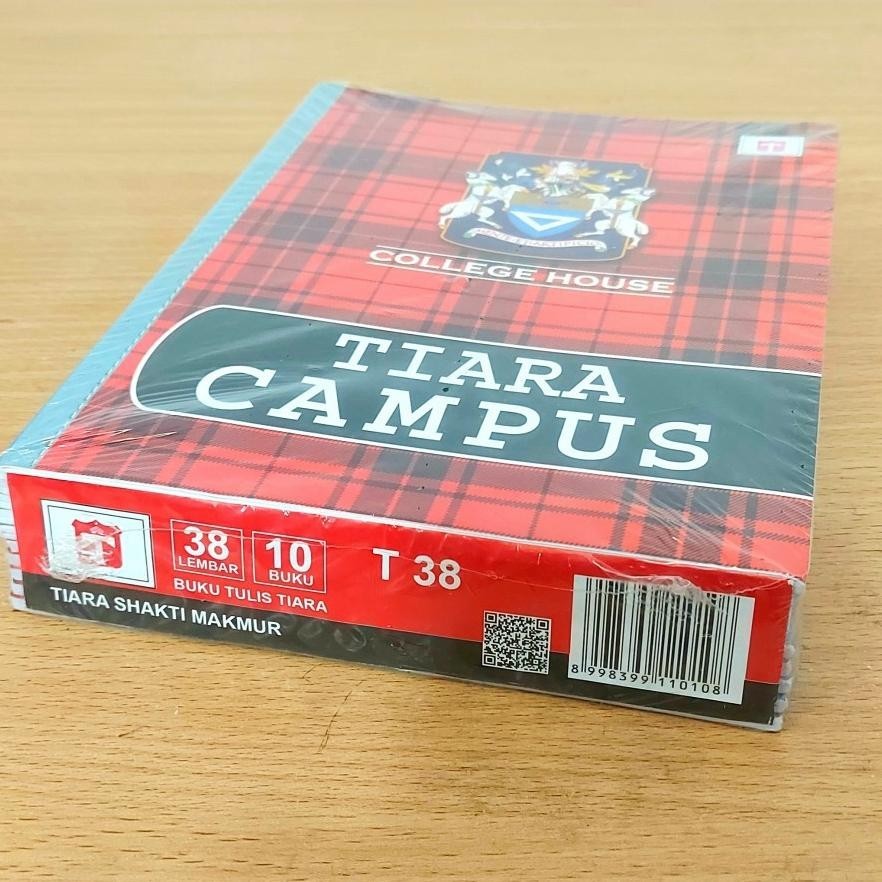 COLLEGE HOUSE
TIARA
CAMPUS
38
LEMBAR
10
BUKU
T 38
BUKU TULIS TIARA
TIARA SHAKTI MAKMUR
8 998399 110108